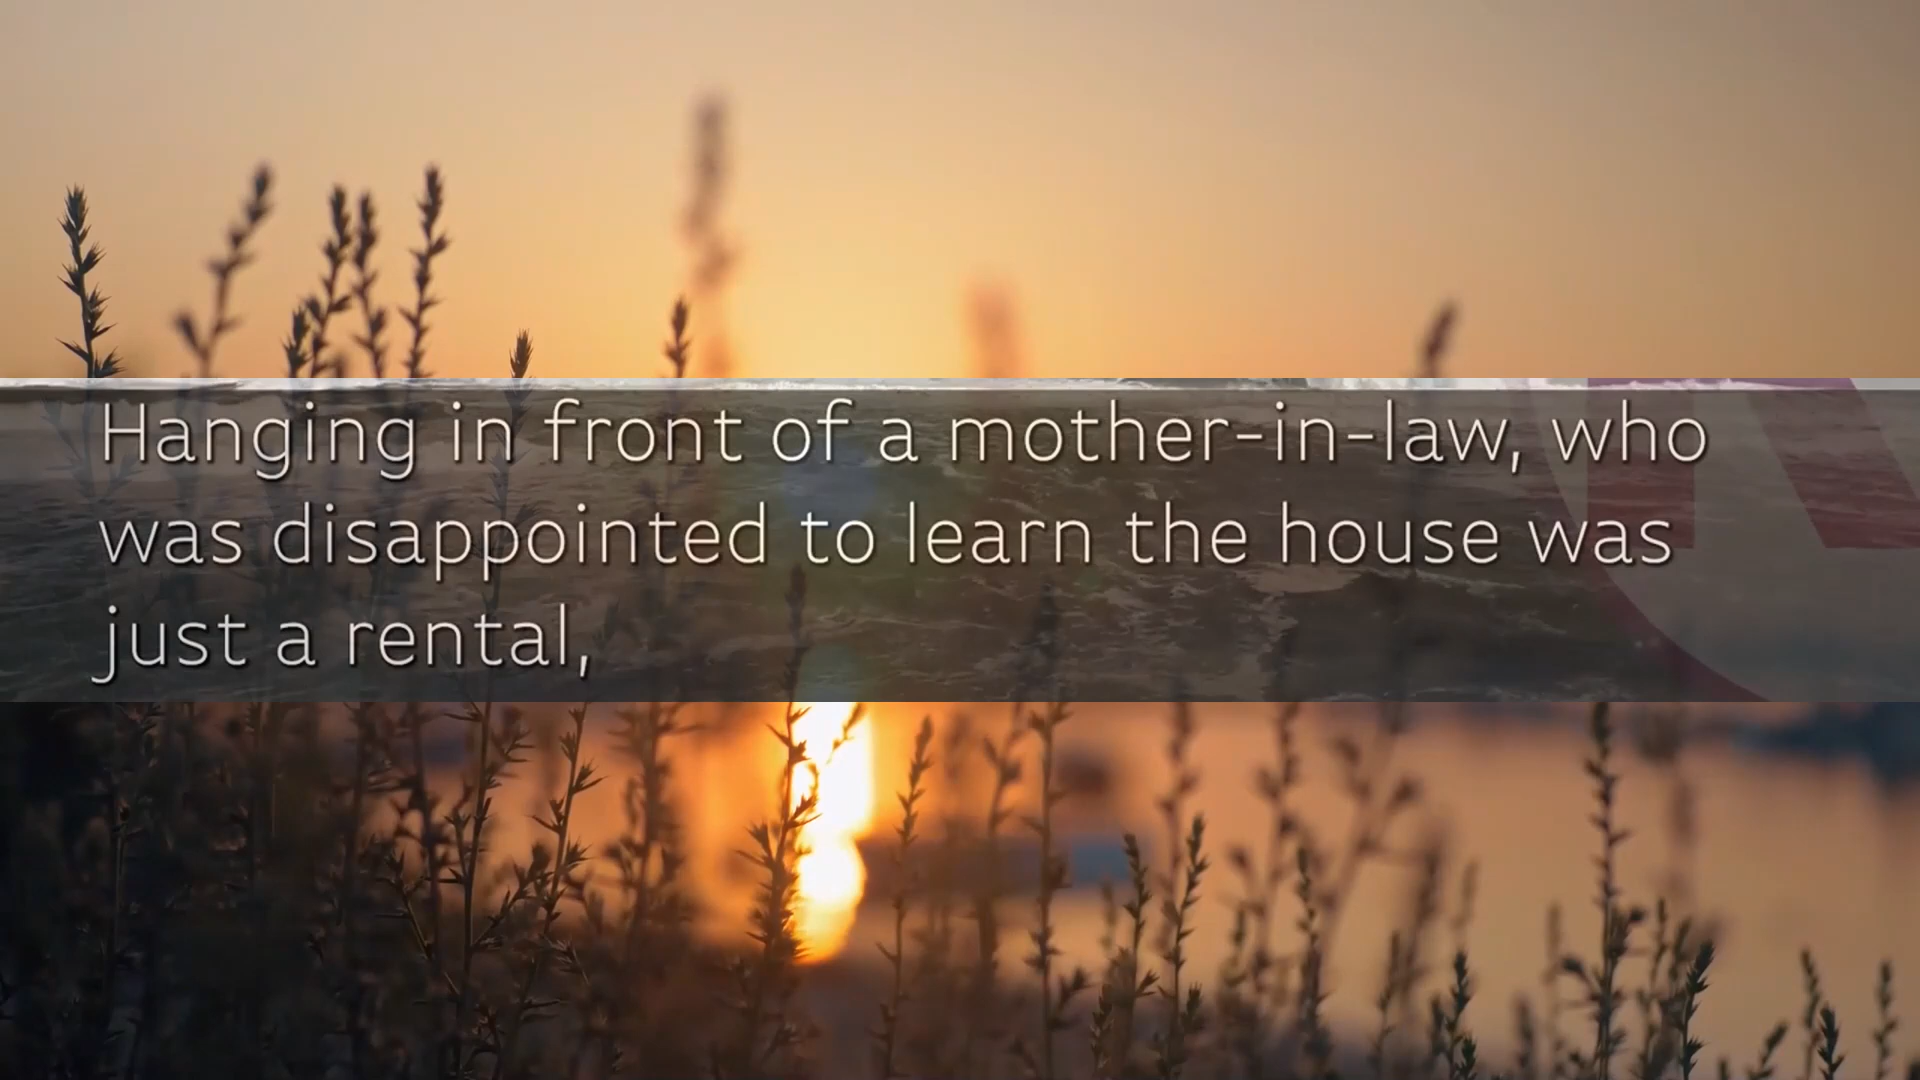 Hanging in front of a mother-in-law, who
was disappointed to learn the house was
just a rental,